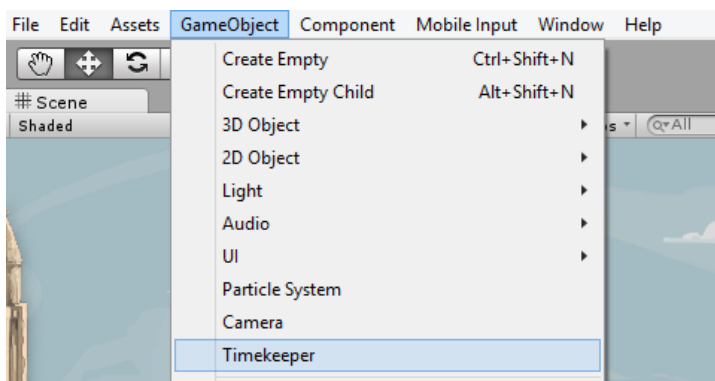 File Edit Assets GameObject Component Mobile Input Window Help
Create Empty Ctrl+Shift+N
Create Empty Child Alt+Shift+N
# Scene
3D Object
Shaded
All
2D Object
Light
Audio
UI
Particle System
Camera
Timekeeper